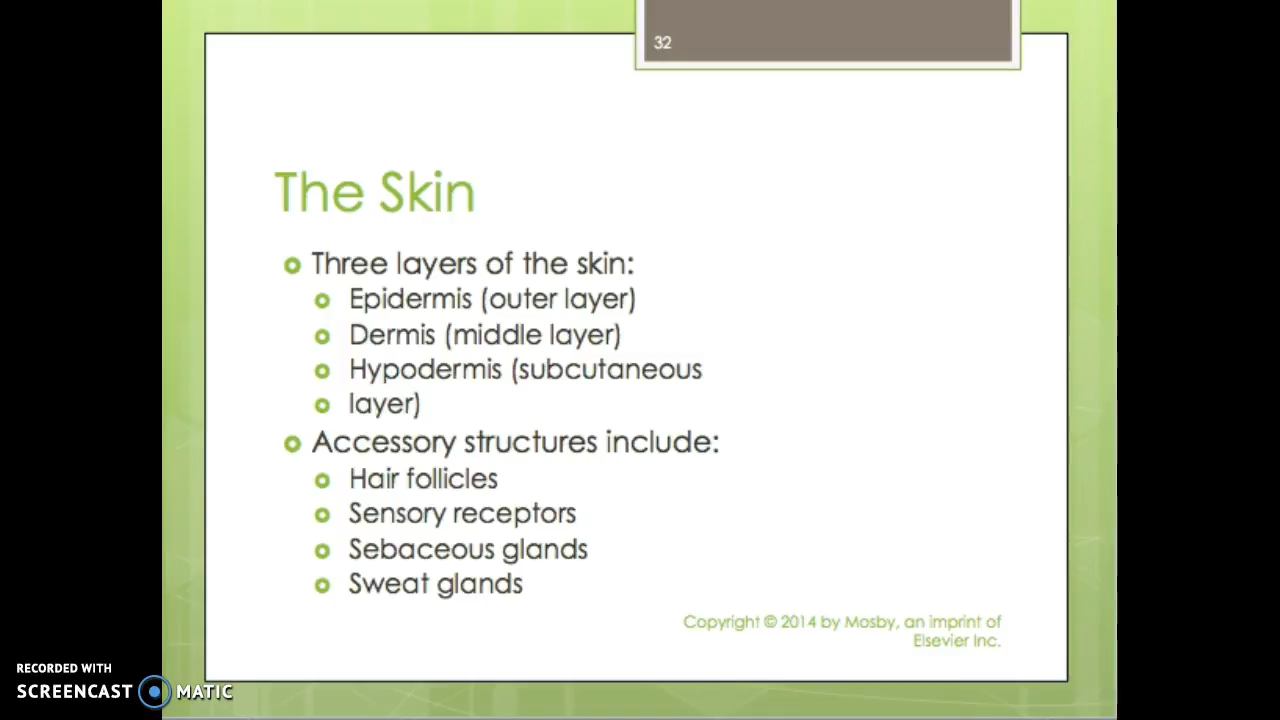 32
The Skin
Three layers of the skin:
Epidermis (outer layer)
Dermis (middle layer)
Hypodermis (subcutaneous
layer)
Accessory structures include:
Hair follicles
Sensory receptors
Sebaceous glands
Sweat glands
Copyright © 2014 by Mosby, an imprint of
Elsevier Inc.
RECORDED WITH
SCREENCAST MATIC